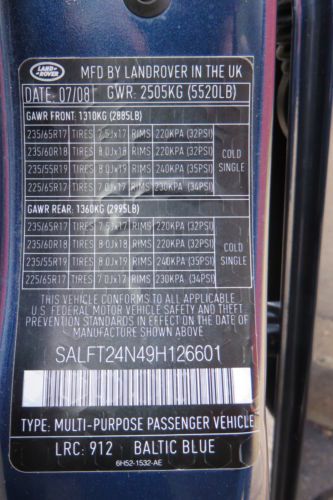 LAND
ROVER
MFD BY LANDROVER IN THE UK
DATE: 07/08 GWR: 2505KG (5520LB)
GAWR FRONT: 1310KG (2885LB)
235/65R17 TIRES 7.5Jx17 RIMS 220KPA (32PSI)
235/60R18 TIRES 8.0Jx18 RIMS 220KPA (32PSI)
235/55R19 TIRES 8.0Jx19 RIMS 240KPA (35PSI)
225/65R17 TIRES 7.0Jx17 RIMS 230KPA (34PSI)
COLD
SINGLE
GAWR REAR: 1360KG (2995LB)
235/65R17 TIRES 7.5Jx17 RIMS 220KPA (32PSI)
235/60R18 TIRES 8.0Jx18 RIMS 220KPA (32PSI)
235/55R19 TIRES 8.0Jx19 RIMS 240KPA (35PSI)
225/65R17 TIRES 7.0Jx17 RIMS 230KPA (34PSI)
COLD
SINGLE
THIS VEHICLE CONFORMS TO ALL APPLICABLE
U.S. FEDERAL MOTOR VEHICLE SAFETY AND THEFT
PREVENTION STANDARDS IN EFFECT ON THE DATE OF
MANUFACTURE SHOWN ABOVE
SALFT24N49H126601
TYPE: MULTI-PURPOSE PASSENGER VEHICLE
LRC: 912 BALTIC BLUE
6H52-1532-AE